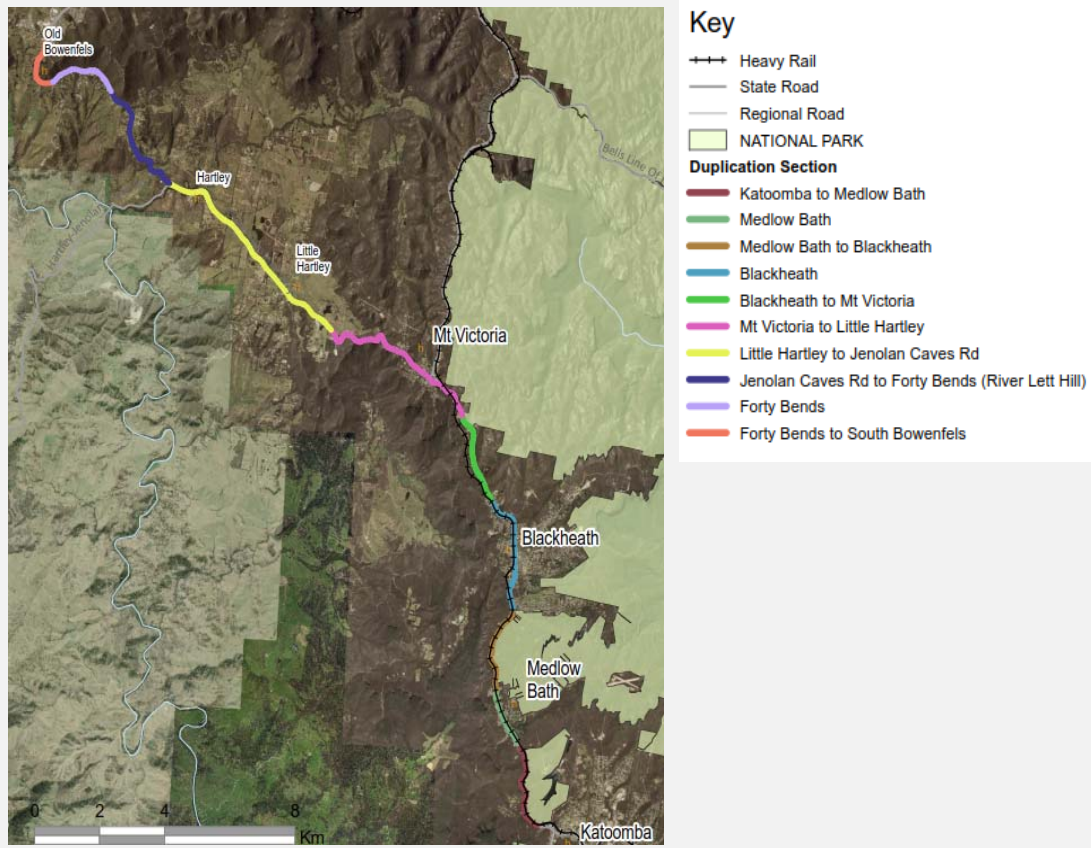 Old
Bowenfels
Hartley
Little
Hartley
Mt Victoria
Blackheath
Medlow
Bath
Katoomba
Bells Line Of
0 2 4 8
Km
Key
Heavy Rail
State Road
Regional Road
NATIONAL PARK
Duplication Section
Katoomba to Medlow Bath
Medlow Bath
Medlow Bath to Blackheath
Blackheath
Blackheath to Mt Victoria
Mt Victoria to Little Hartley
Little Hartley to Jenolan Caves Rd
Jenolan Caves Rd to Forty Bends (River Lett Hill)
Forty Bends
Forty Bends to South Bowenfels